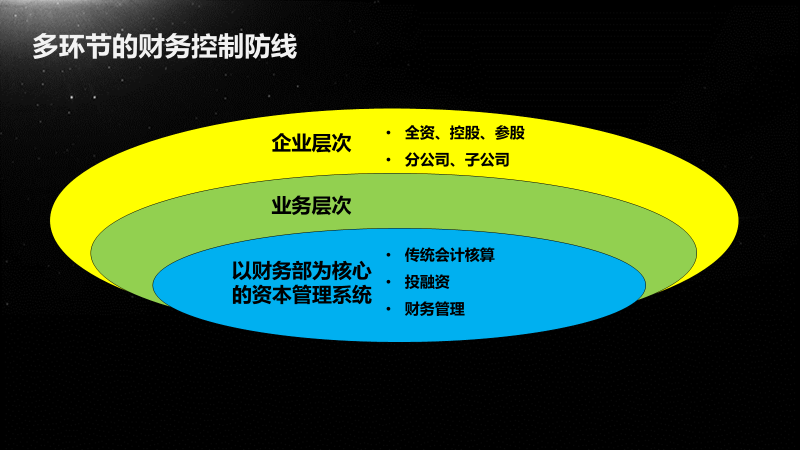 多环节的财务控制防线
企业层次
• 全资、控股、参股
• 分公司、子公司
业务层次
以财务部为核心
的资本管理系统
• 传统会计核算
• 投融资
• 财务管理